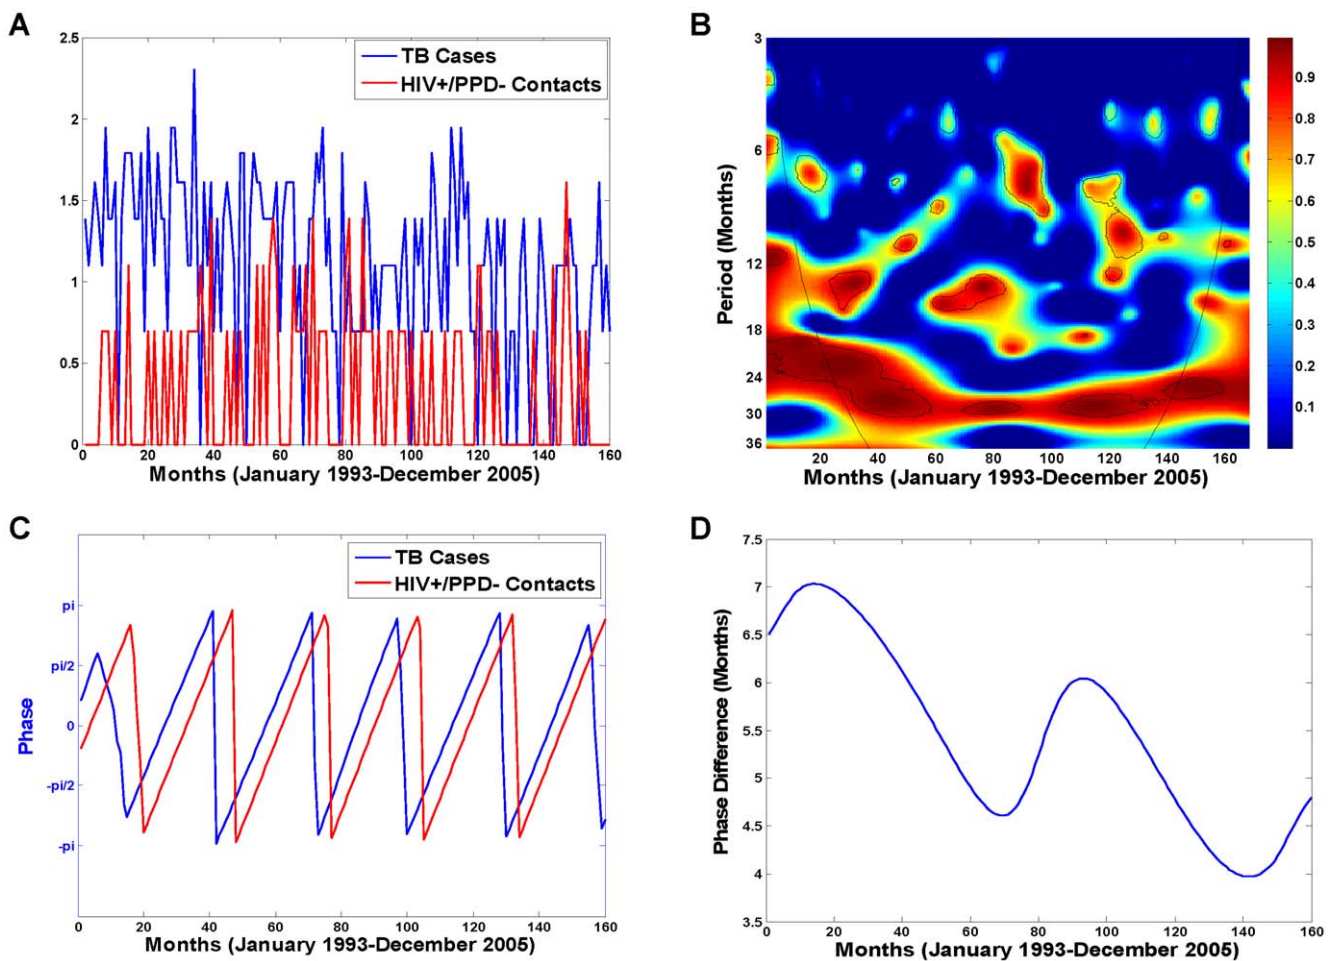 A
2.5
2
1.5
1
0.5
0
TB Cases
HIV+/PPD- Contacts
0 20 40 60 80 100 120 140 160
Months (January 1993-December 2005)
B
Period (Months)
3
6
12
18
24
30
36
20 40 60 80 100 120 140 160
Months (January 1993-December 2005)
0.9
0.8
0.7
0.6
0.5
0.4
0.3
0.2
0.1
C
Phase
pi
pi/2
0
-pi/2
-pi
TB Cases
HIV+/PPD- Contacts
0 20 40 60 80 100 120 140 160
Months (January 1993-December 2005)
D
Phase Difference (Months)
7.5
7
6.5
6
5.5
5
4.5
4
3.5
0 20 40 60 80 100 120 140 160
Months (January 1993-December 2005)